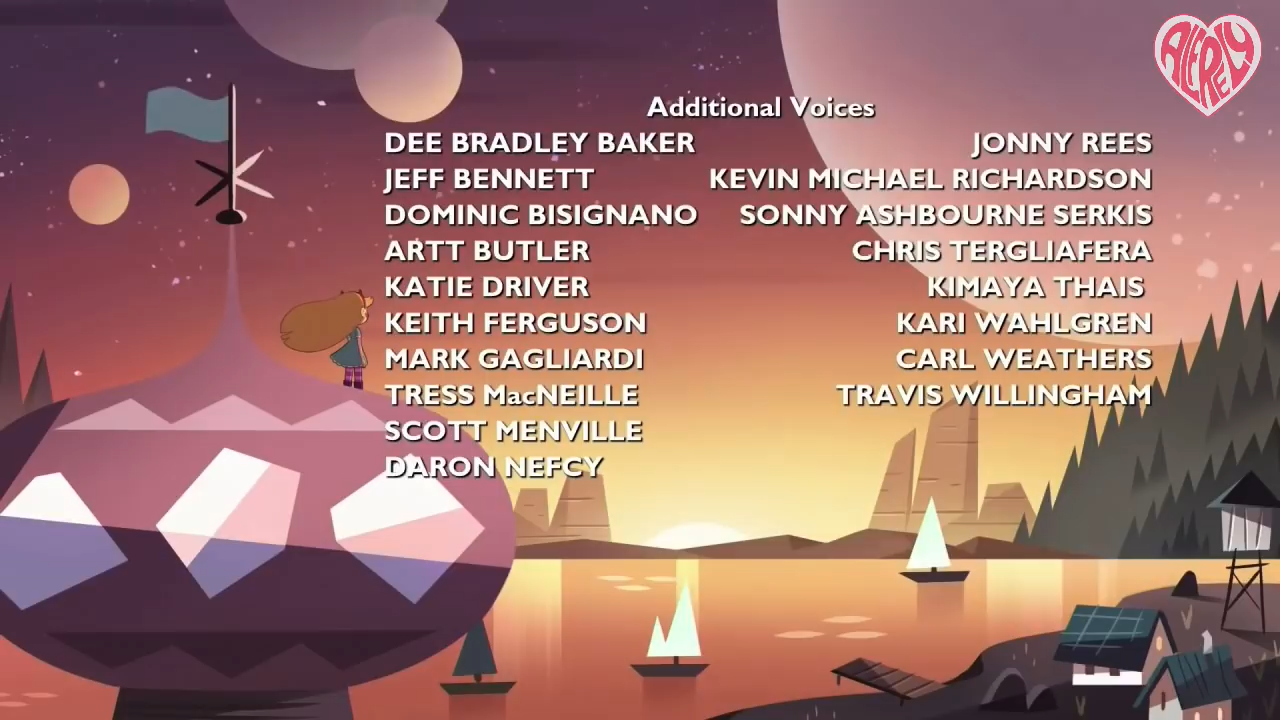 ALFRELY
Additional Voices
DEE BRADLEY BAKER JONNY REES
JEFF BENNETT KEVIN MICHAEL RICHARDSON
DOMINIC BISIGNANO SONNY ASHBOURNE SERKIS
ARTT BUTLER CHRIS TERGLIAFERA
KATIE DRIVER KIMAYA THAIS
KEITH FERGUSON KARI WAHLGREN
MARK GAGLIARDI CARL WEATHERS
TRESS MacNEILLE TRAVIS WILLINGHAM
SCOTT MENVILLE
DARON NEFCY